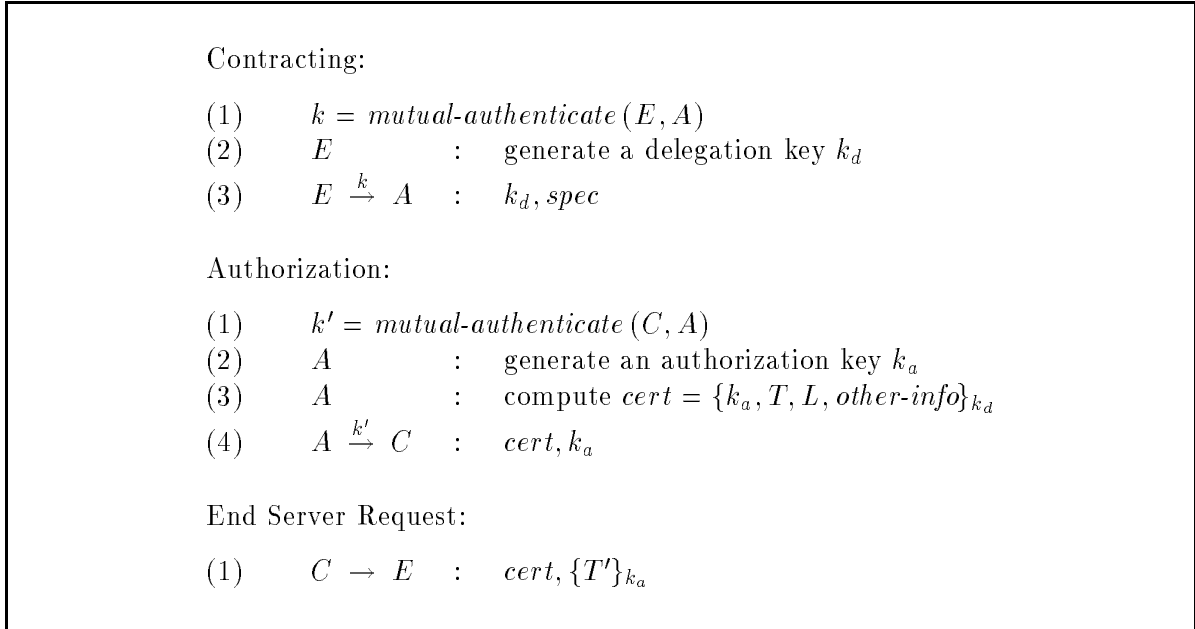 Contracting:
(1) k = mutual-authenticate (E, A)
(2) E : generate a delegation key k_d
(3) E \xrightarrow{k} A : k_d, spec
Authorization:
(1) k′ = mutual-authenticate (C, A)
(2) A : generate an authorization key k_a
(3) A : compute cert = {k_a, T, L, other-info}_{k_d}
(4) A \xrightarrow{k′} C : cert, k_a
End Server Request:
(1) C → E : cert, {T′}_{k_a}